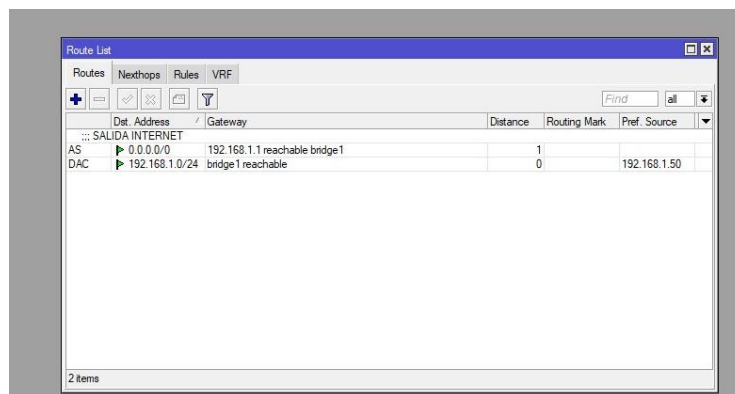 Route List
Routes Nexthops Rules VRF
Find all
Dst. Address / Gateway Distance Routing Mark Pref. Source
;;; SALIDA INTERNET
AS 0.0.0.0/0 192.168.1.1 reachable bridge1 1
DAC 192.168.1.0/24 bridge1 reachable 0 192.168.1.50
2 items